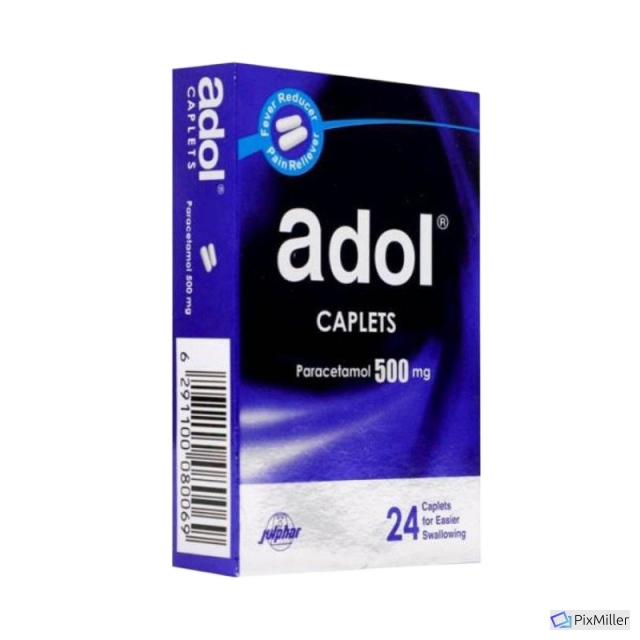 adol®
CAPLETS
Paracetamol 500 mg
6 291100 080069
Fever Reducer
Pain Reliever
adol®
CAPLETS
Paracetamol 500 mg
julphar
24 Caplets
for Easier
Swallowing
PixMiller